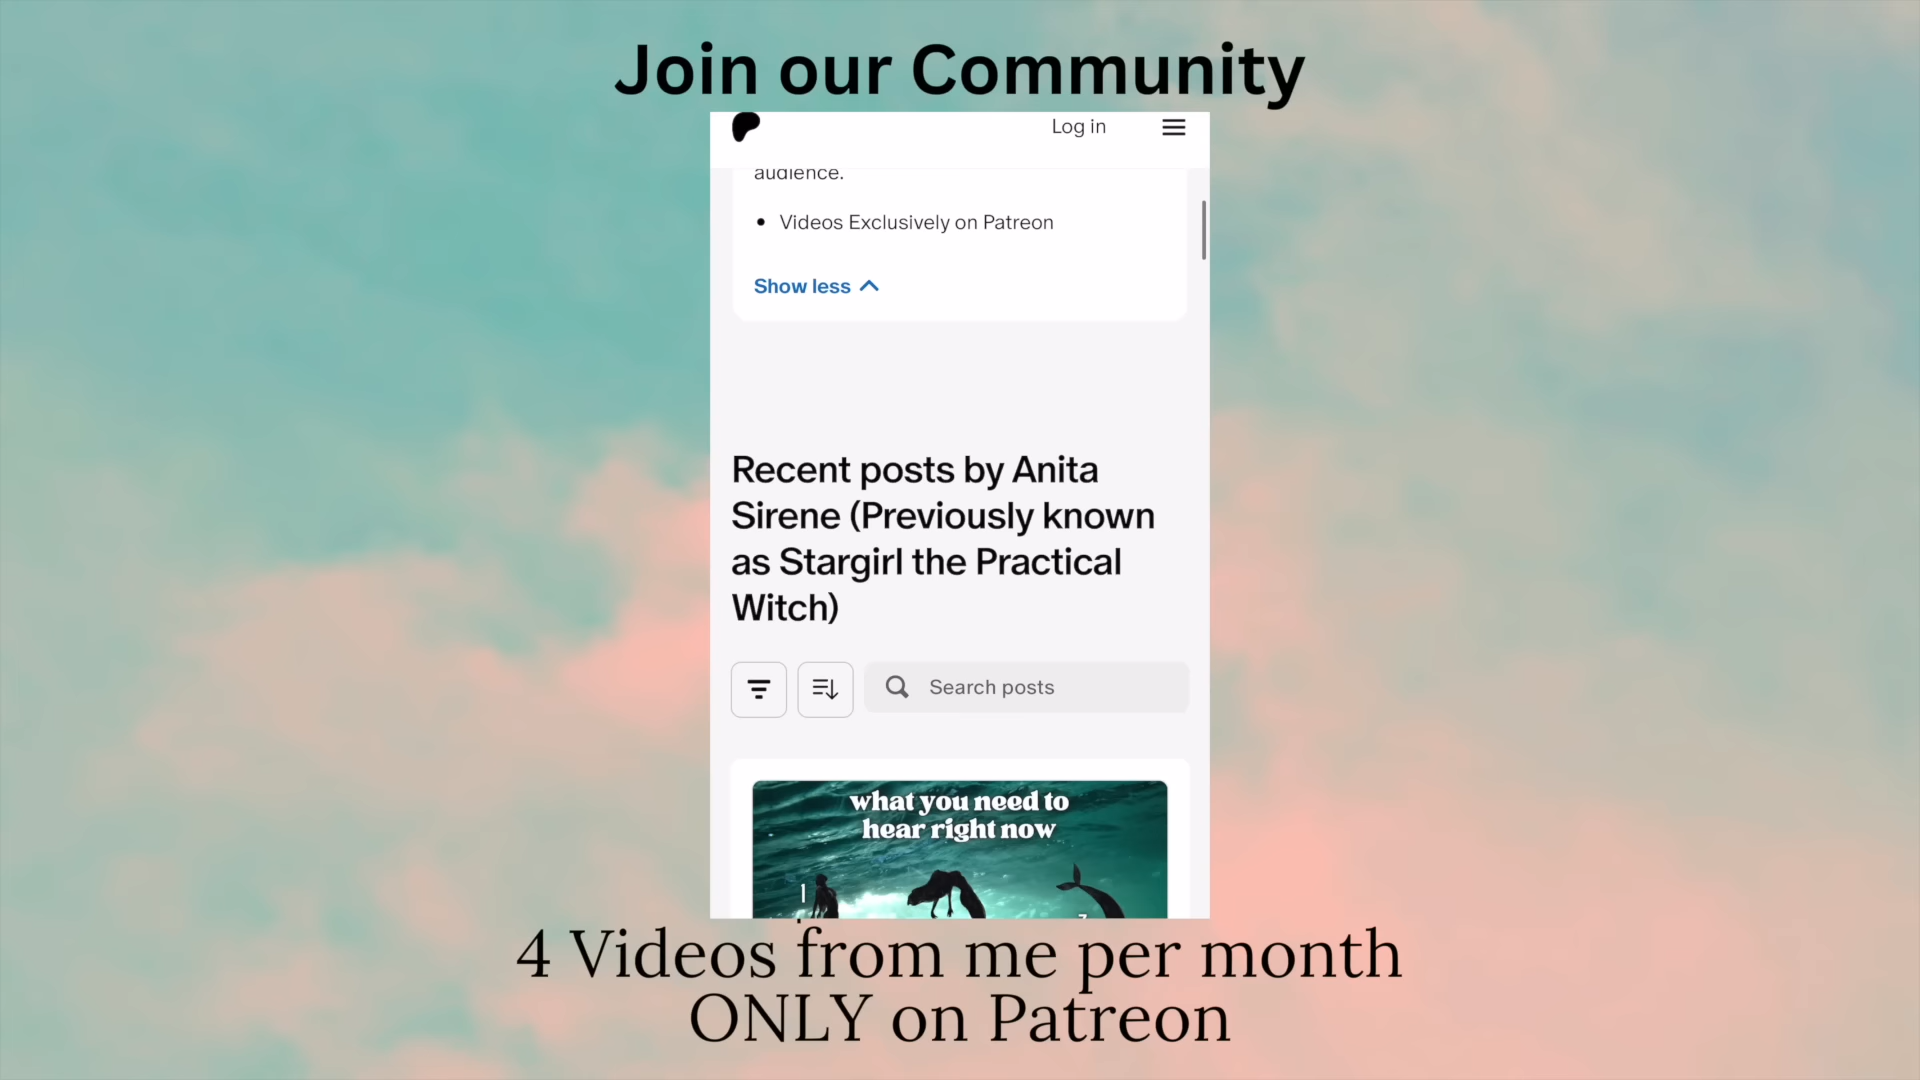 Join our Community
Log in
audience.
• Videos Exclusively on Patreon
Show less
Recent posts by Anita
Sirene (Previously known
as Stargirl the Practical
Witch)
Search posts
what you need to
hear right now
1
4 Videos from me per month
ONLY on Patreon